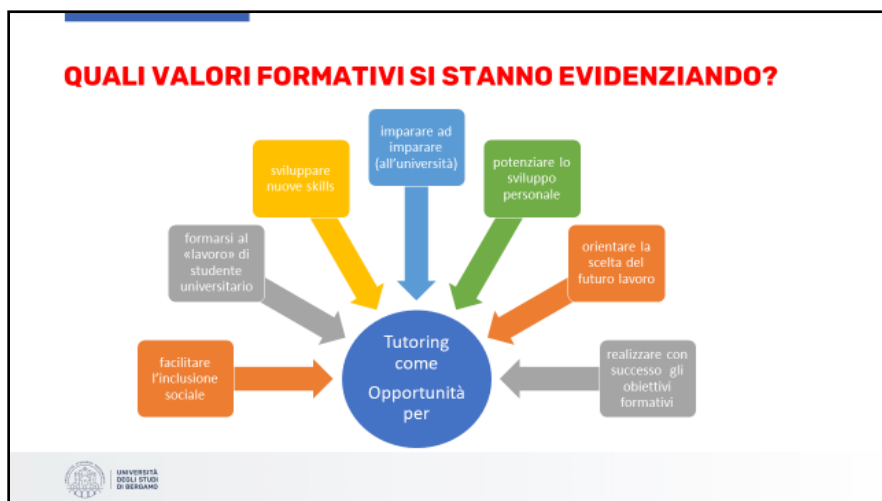 QUALI VALORI FORMATIVI SI STANNO EVIDENZIANDO?
imparare ad
imparare
(all'università)
sviluppare
nuove skills
potenziare lo
sviluppo
personale
formarsi al
«lavoro» di
studente
universitario
orientare la
scelta del
futuro lavoro
facilitare
l'inclusione
sociale
Tutoring
come
Opportunità
per
realizzare con
successo gli
obiettivi
formativi
UNIVERSITÀ
DEGLI STUDI
DI BERGAMO